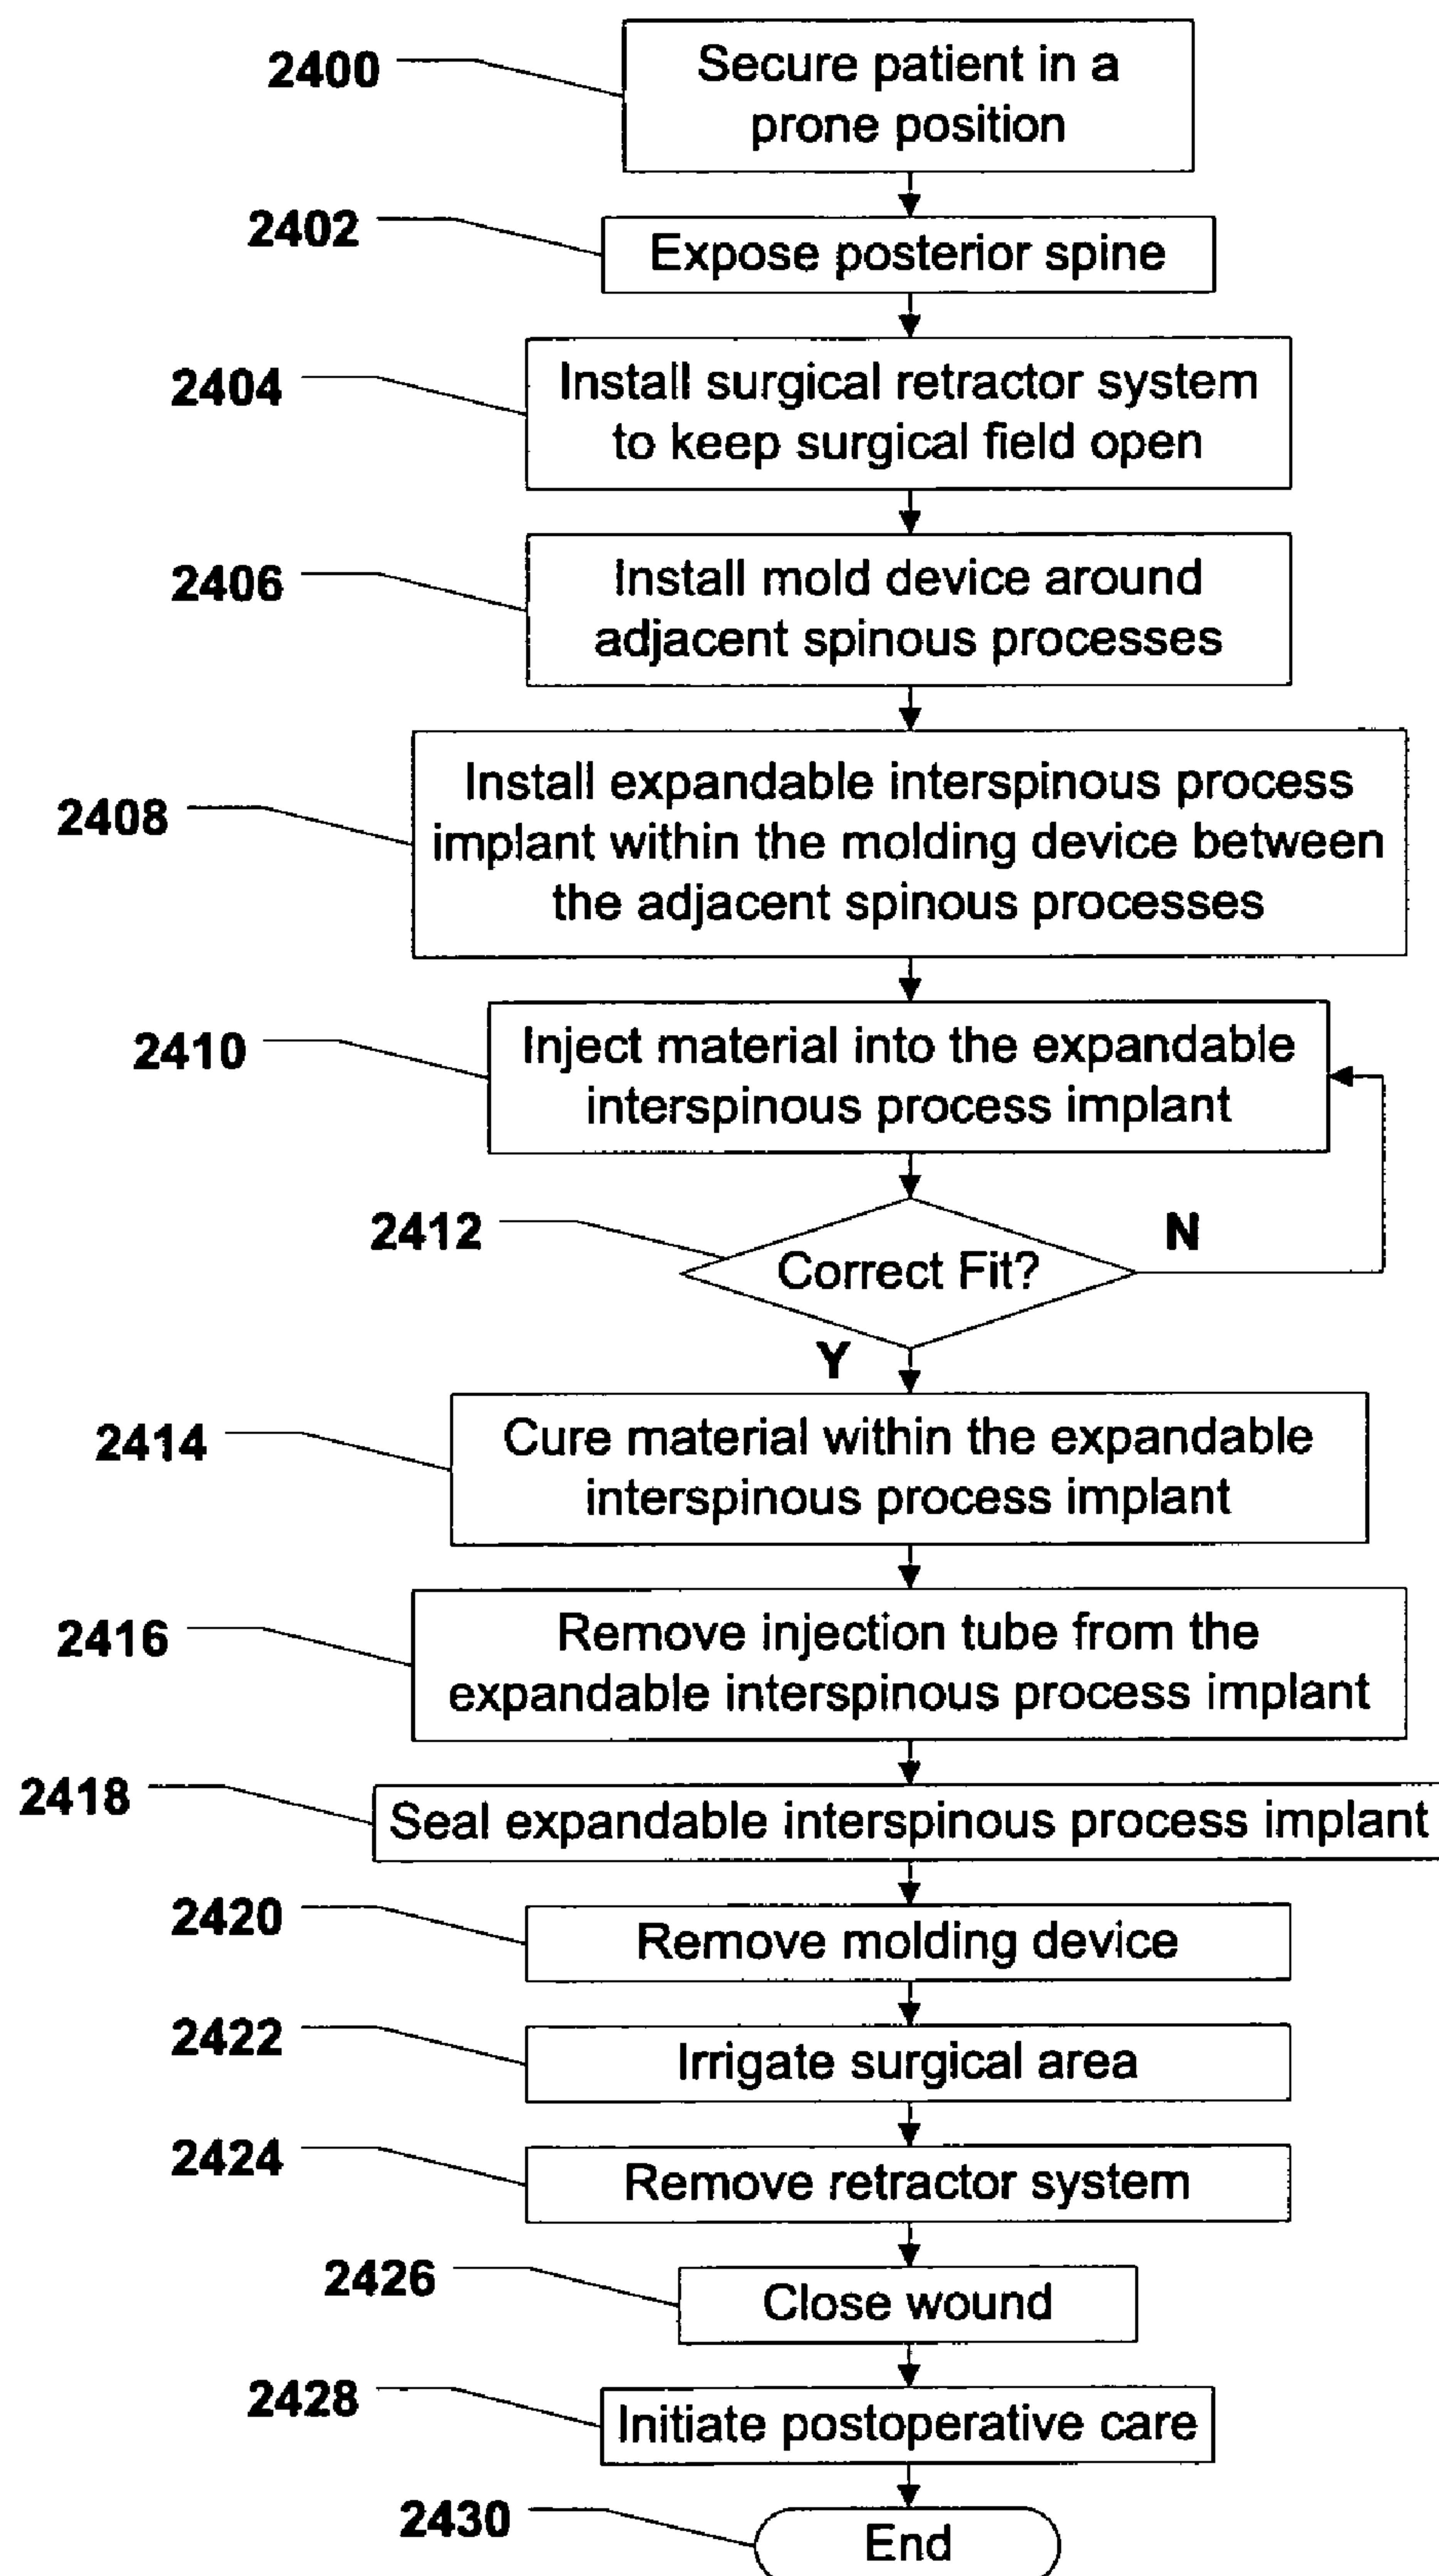 2400
Secure patient in a
prone position
2402
Expose posterior spine
2404
Install surgical retractor system
to keep surgical field open
2406
Install mold device around
adjacent spinous processes
2408
Install expandable interspinous process
implant within the molding device between
the adjacent spinous processes
2410
Inject material into the expandable
interspinous process implant
2412
Correct Fit?
N
Y
2414
Cure material within the expandable
interspinous process implant
2416
Remove injection tube from the
expandable interspinous process implant
2418
Seal expandable interspinous process implant
2420
Remove molding device
2422
Irrigate surgical area
2424
Remove retractor system
2426
Close wound
2428
Initiate postoperative care
2430
End